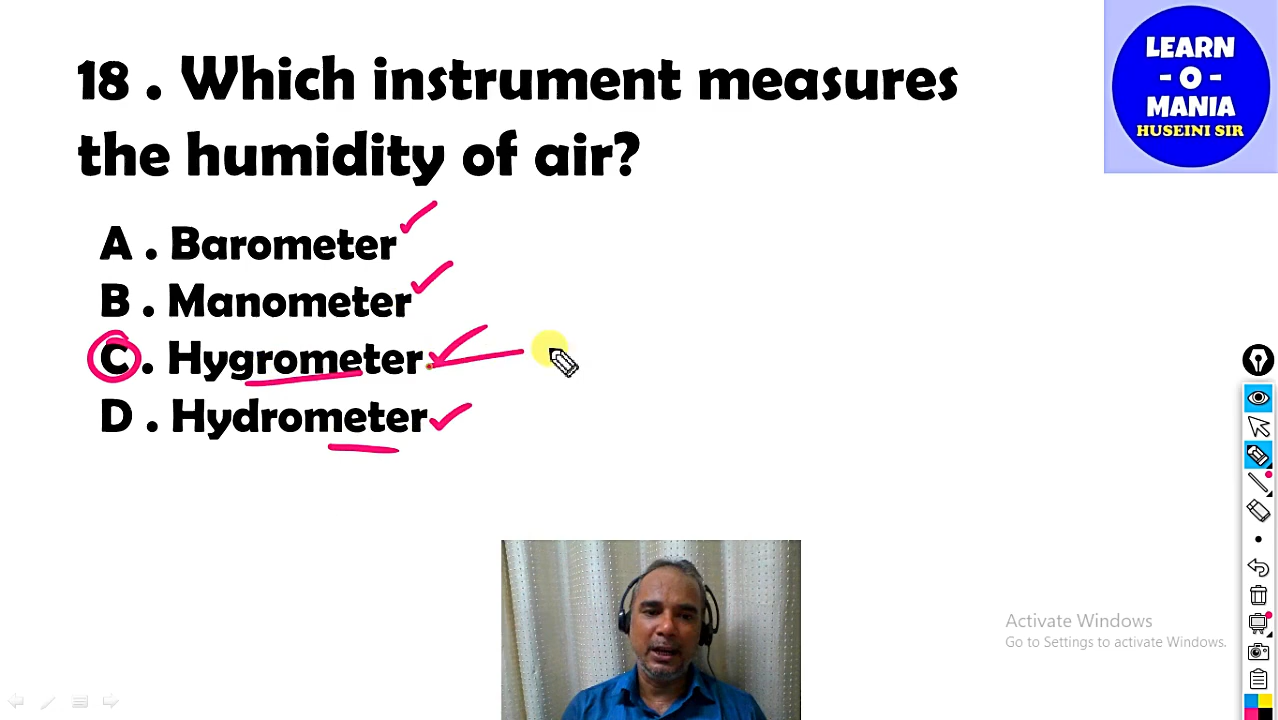 18 . Which instrument measures
the humidity of air?
A . Barometer
B . Manometer
C . Hygrometer
D . Hydrometer
LEARN
- O -
MANIA
HUSEINI SIR
Activate Windows
Go to Settings to activate Windows.